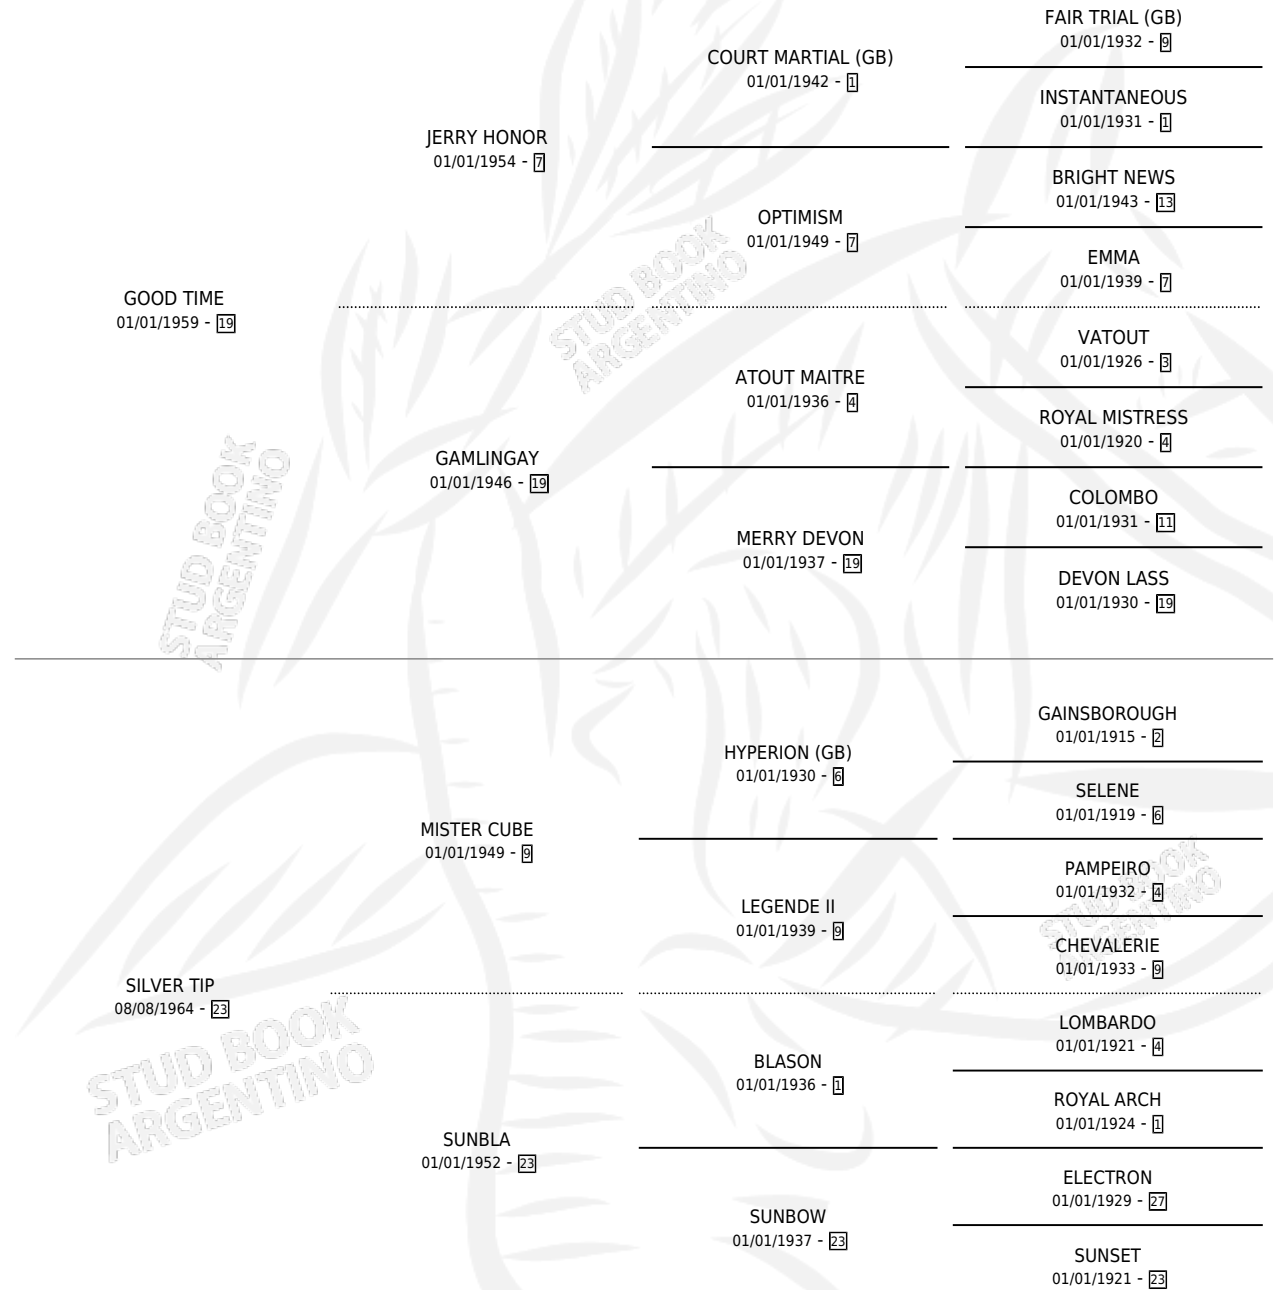 FAIR TRIAL (GB)
01/01/1932 - 9
COURT MARTIAL (GB)
01/01/1942 - 1
INSTANTANEOUS
01/01/1931 - 1
JERRY HONOR
01/01/1954 - 7
BRIGHT NEWS
01/01/1943 - 13
OPTIMISM
01/01/1949 - 7
EMMA
01/01/1939 - 7
GOOD TIME
01/01/1959 - 19
VATOUT
01/01/1926 - 3
ATOUT MAITRE
01/01/1936 - 4
ROYAL MISTRESS
01/01/1920 - 4
GAMLINGAY
01/01/1946 - 19
COLOMBO
01/01/1931 - 11
MERRY DEVON
01/01/1937 - 19
DEVON LASS
01/01/1930 - 19
GAINSBOROUGH
01/01/1915 - 2
HYPERION (GB)
01/01/1930 - 6
SELENE
01/01/1919 - 6
MISTER CUBE
01/01/1949 - 9
PAMPEIRO
01/01/1932 - 4
LEGENDE II
01/01/1939 - 9
CHEVALERIE
01/01/1933 - 9
SILVER TIP
08/08/1964 - 23
LOMBARDO
01/01/1921 - 4
BLASON
01/01/1936 - 1
ROYAL ARCH
01/01/1924 - 1
SUNBLA
01/01/1952 - 23
ELECTRON
01/01/1929 - 27
SUNBOW
01/01/1937 - 23
SUNSET
01/01/1921 - 23
STUD BOOK
ARGENTINO
STUD BOOK
ARGENTINO
STUD BOOK
ARGENTINO
STUD BOOK
ARGENTINO